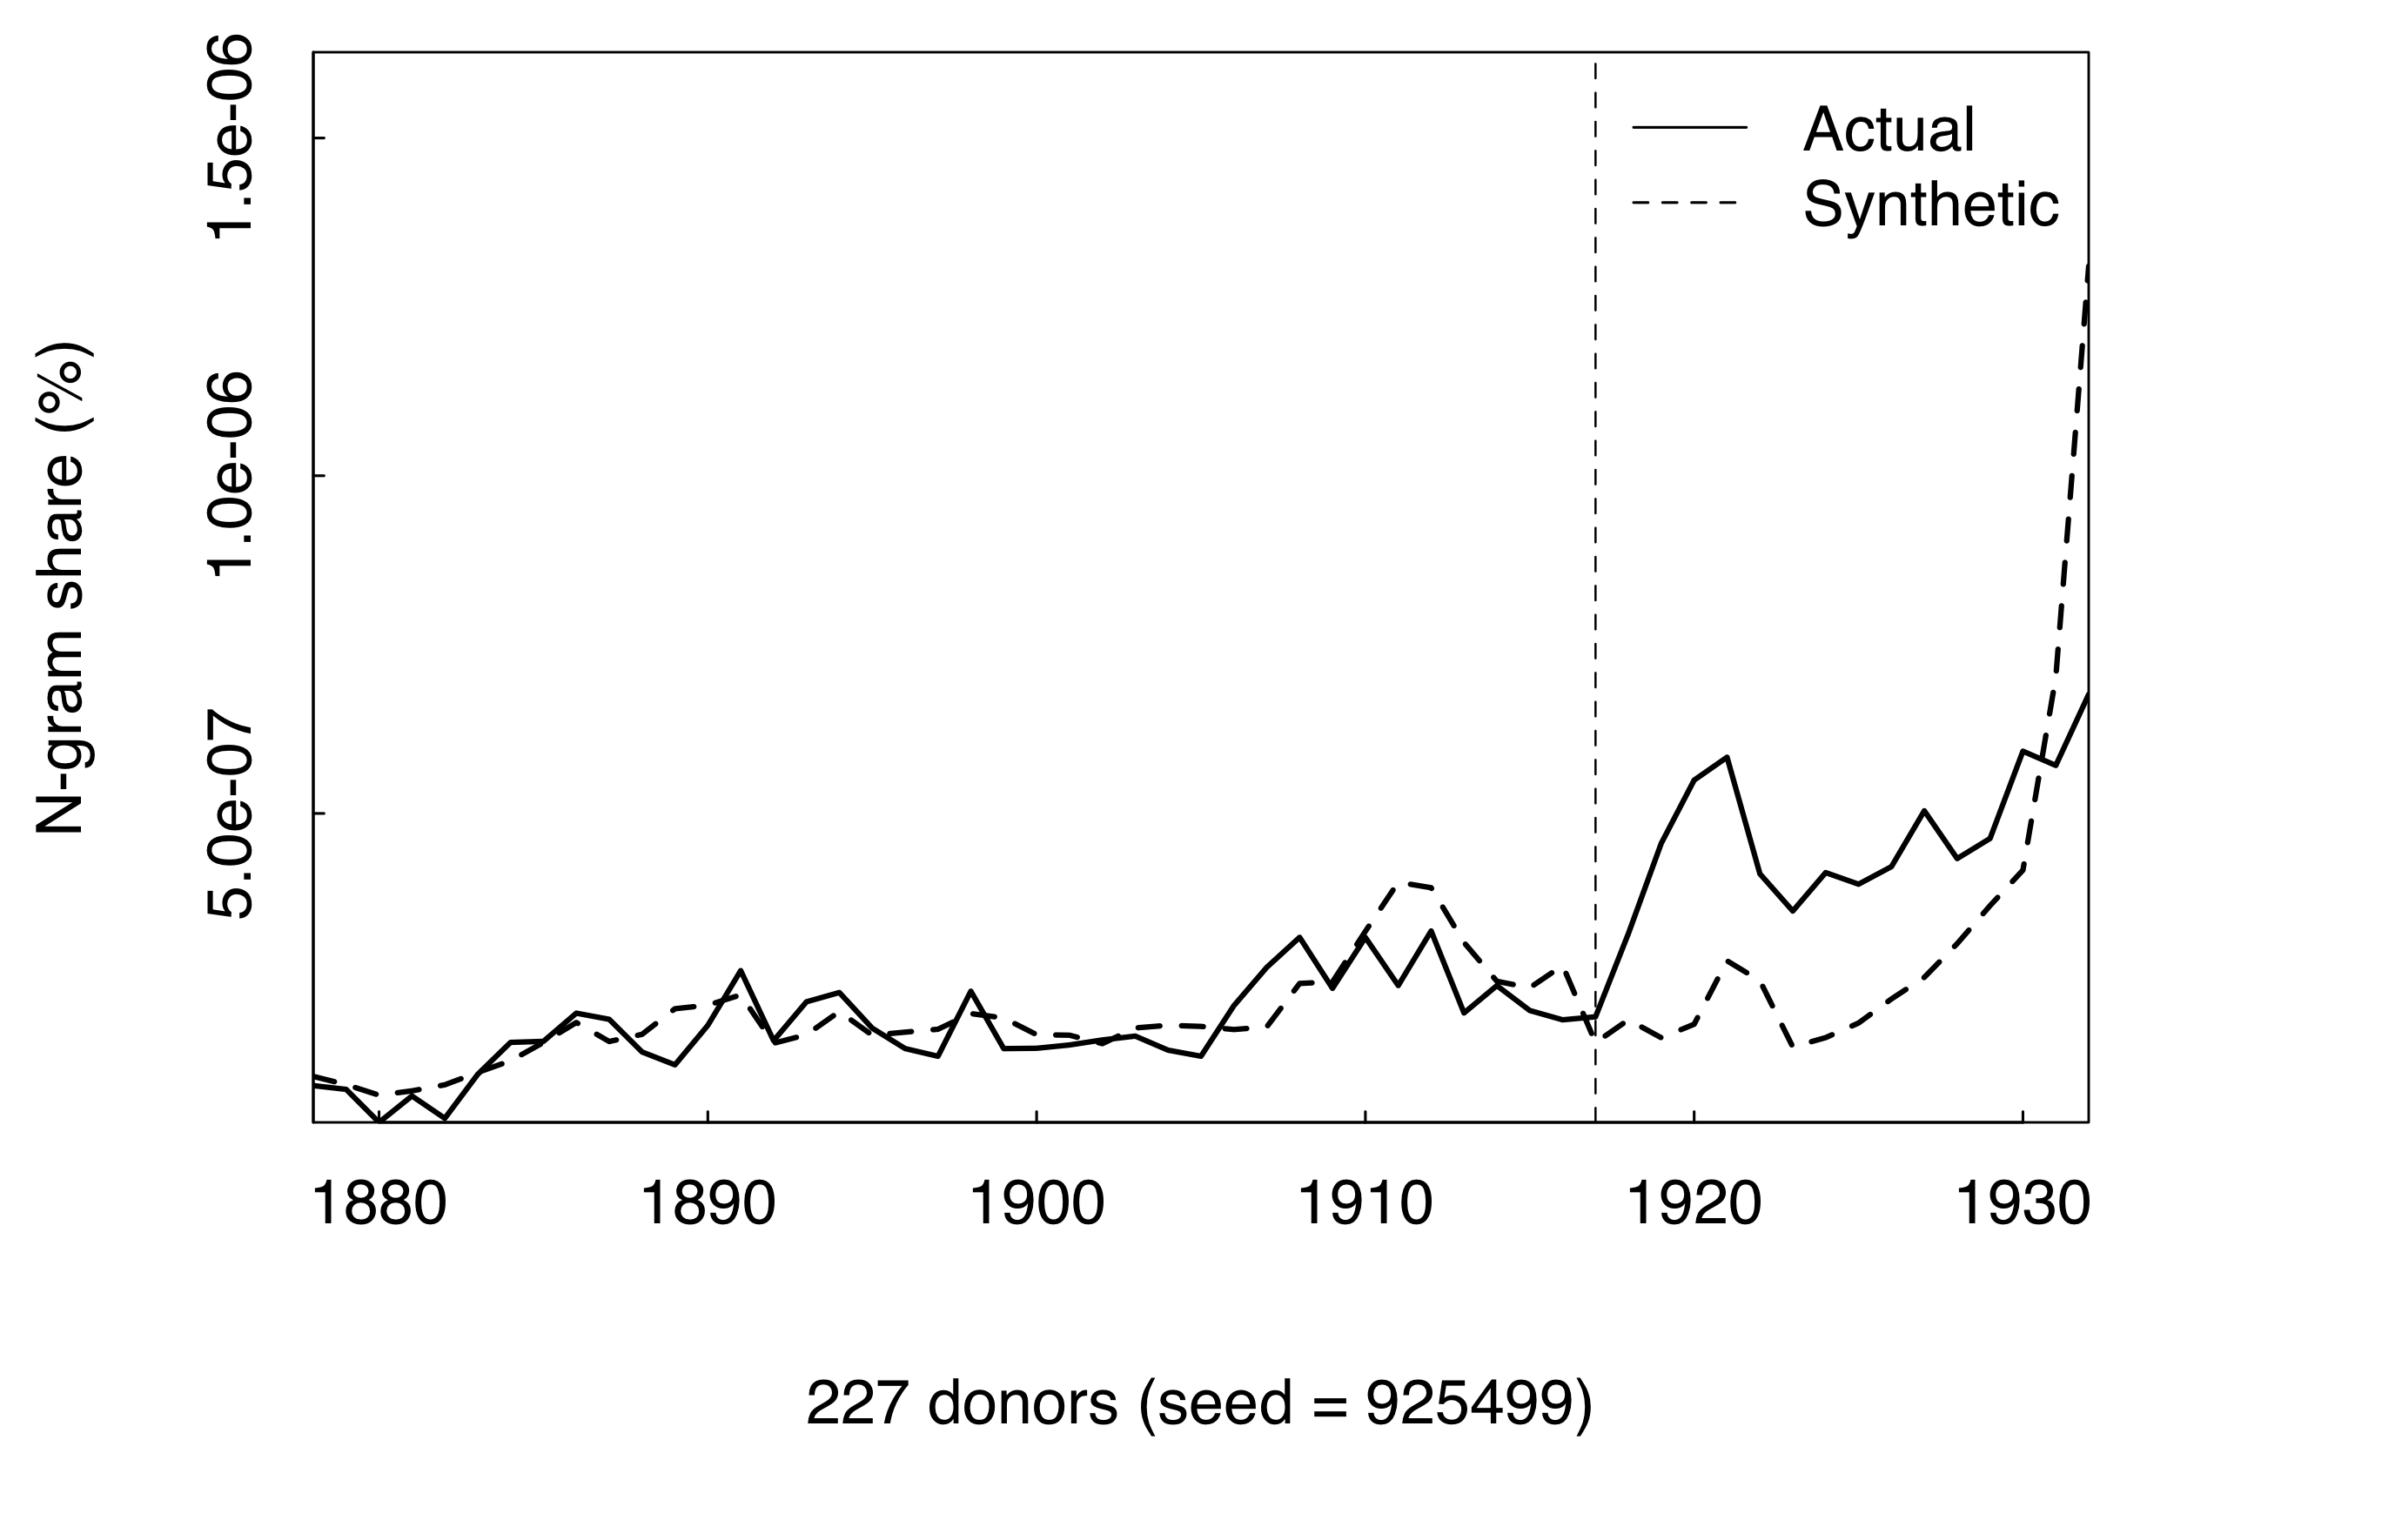 N-gram share (%)
1.5e-06
1.0e-06
5.0e-07
Actual
Synthetic
1880 1890 1900 1910 1920 1930
227 donors (seed = 925499)